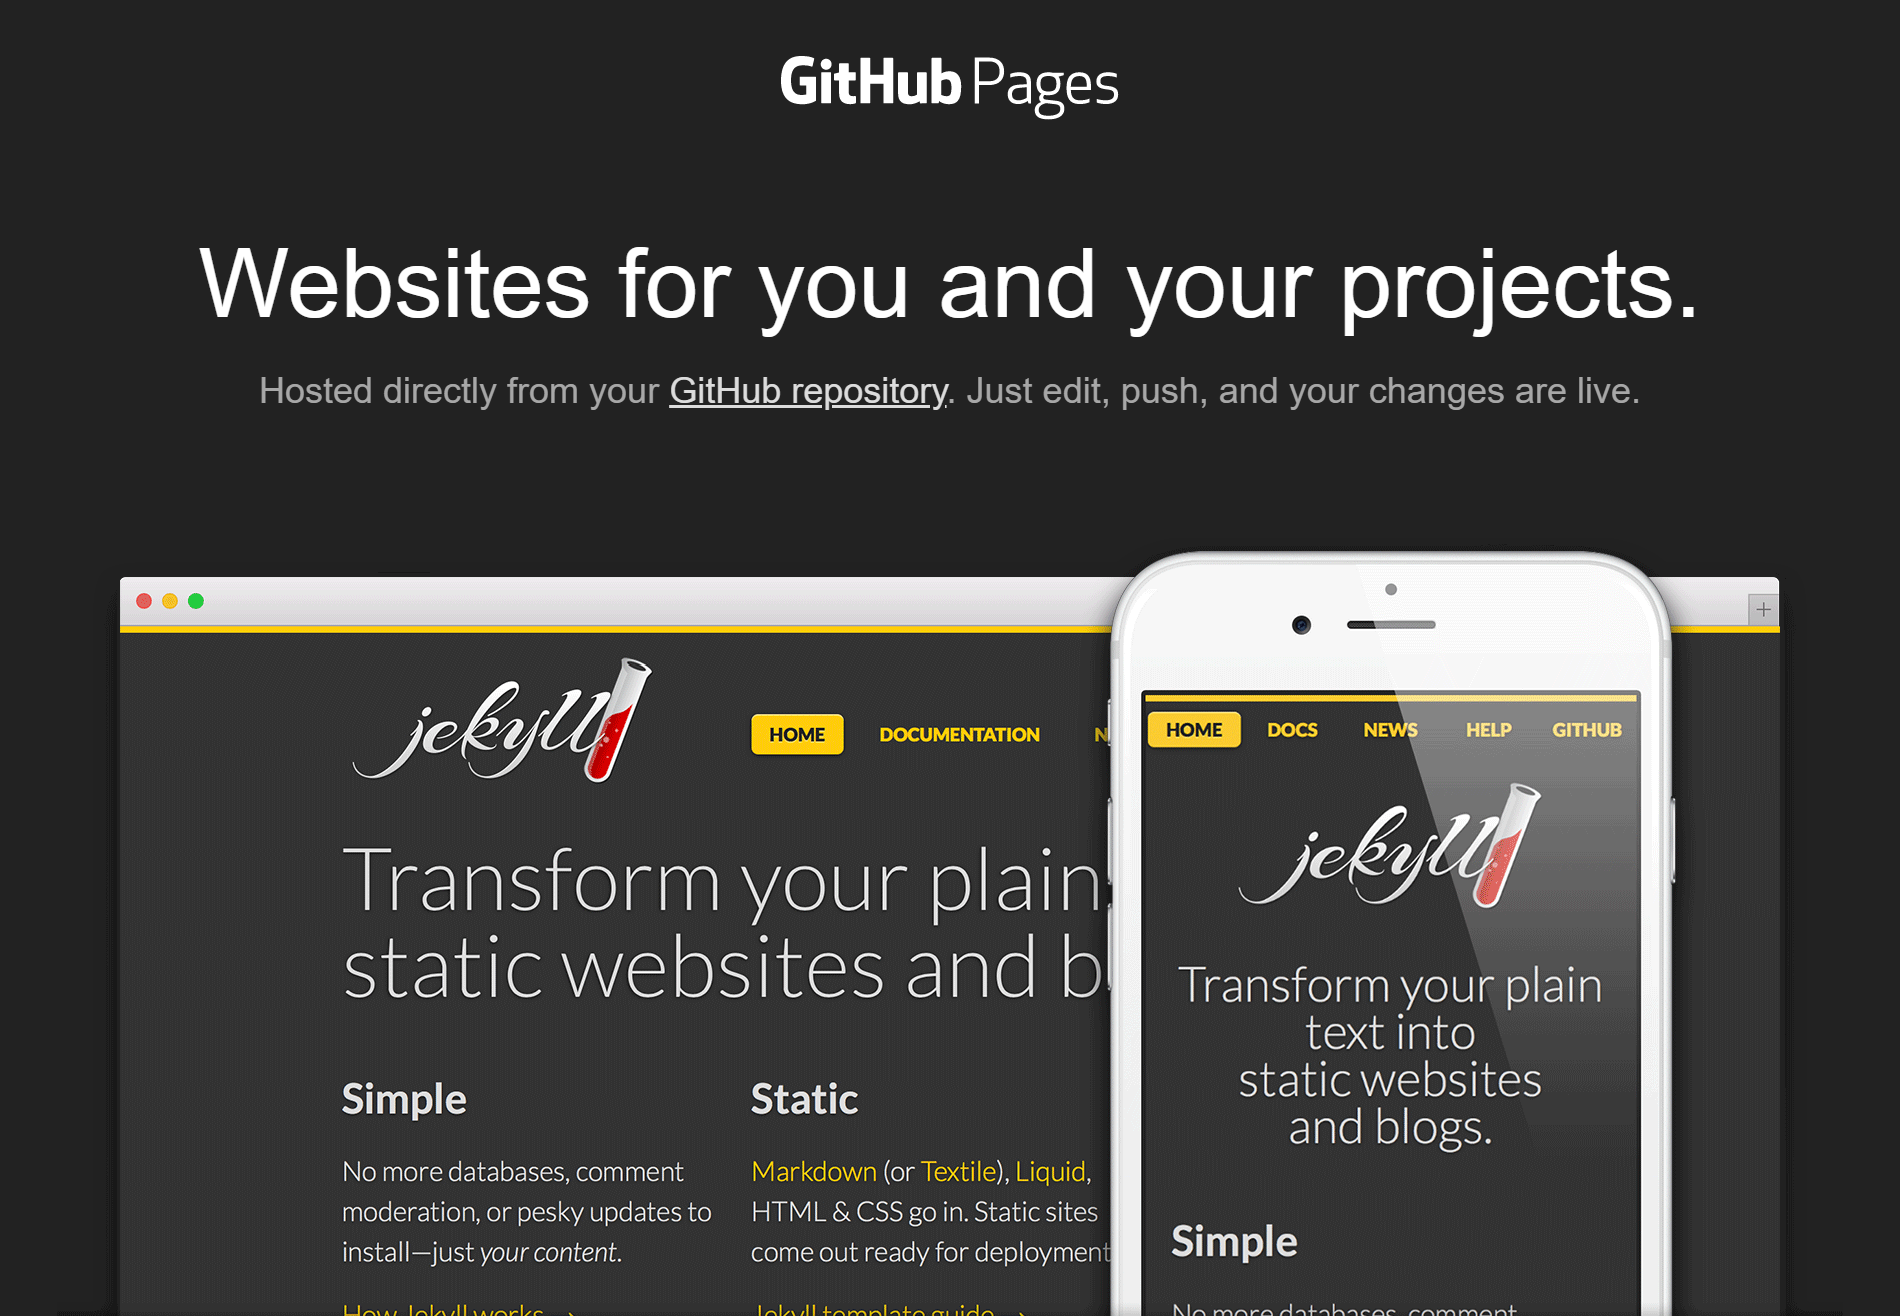 GitHub Pages
Websites for you and your projects.
Hosted directly from your GitHub repository. Just edit, push, and your changes are live.
jekyll
HOME DOCUMENTATION
Transform your plain
static websites and
Simple
No more databases, comment
moderation, or pesky updates to
install—just your content.
How Jekyll works →
Static
Markdown (or Textile), Liquid,
HTML & CSS go in. Static sites
come out ready for deployment
Jekyll template guide →
HOME DOCS NEWS HELP GITHUB
jekyll
Transform your plain
text into
static websites
and blogs.
Simple
No more databases, comment